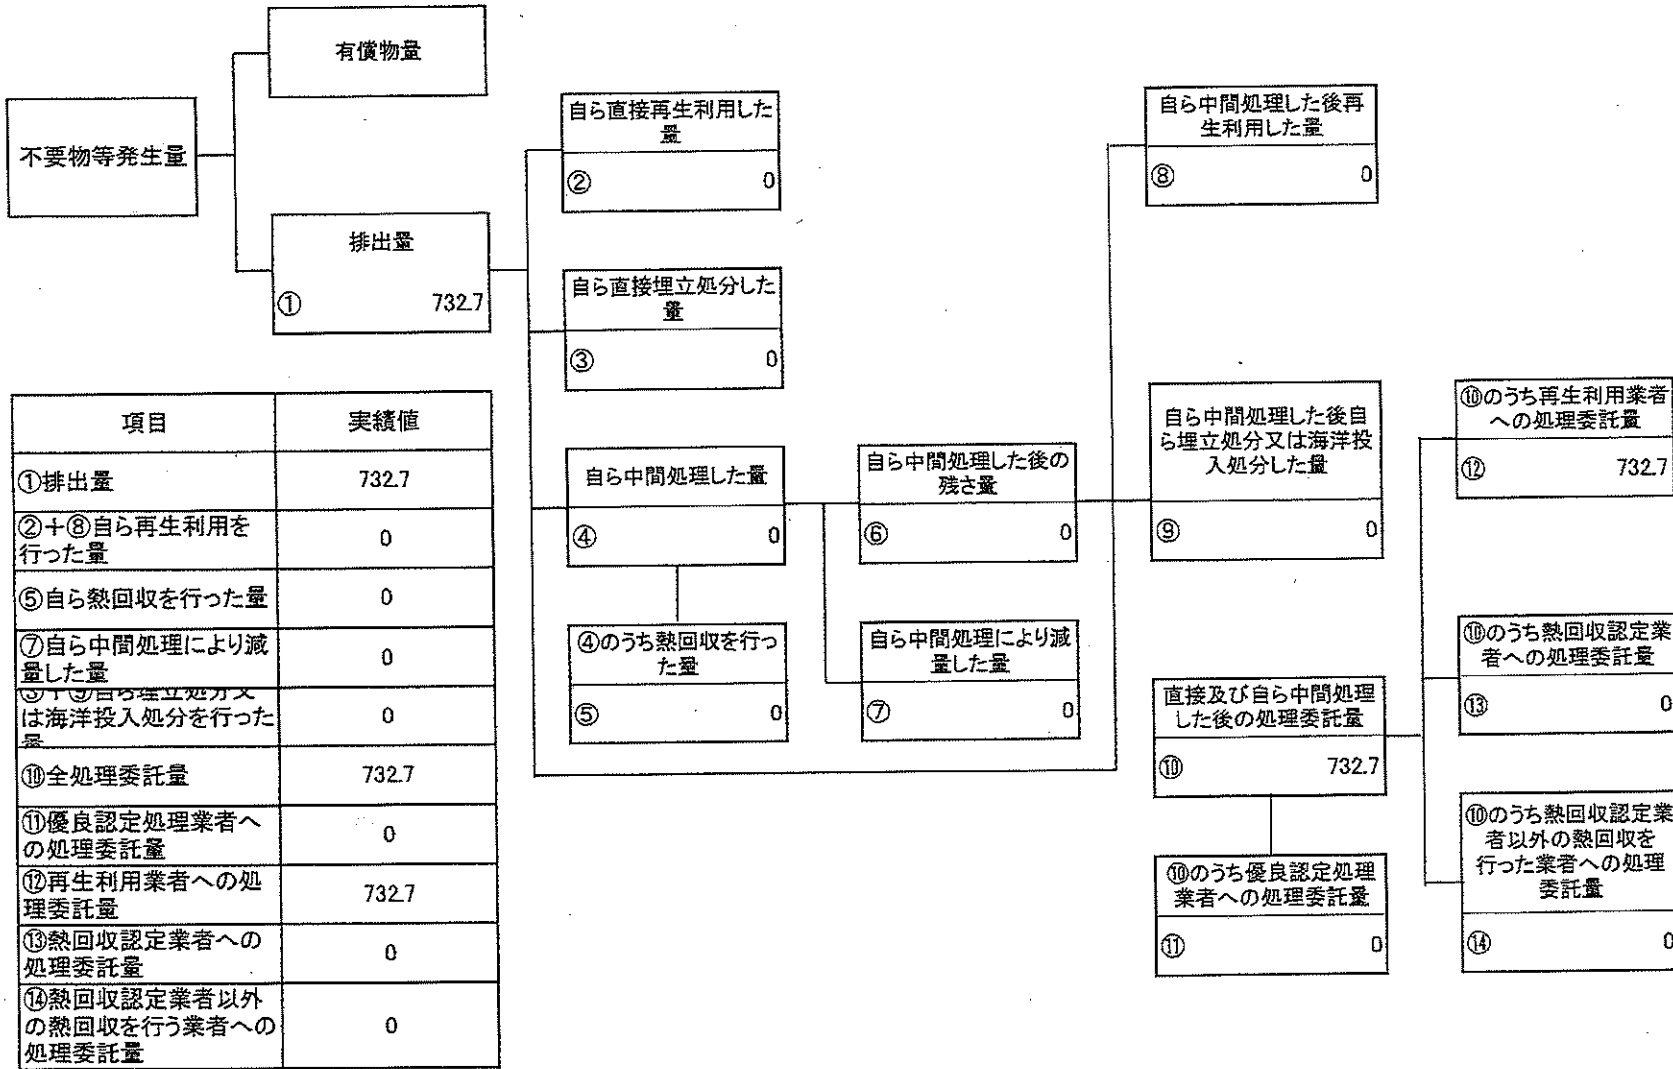 有償物量
不要物等発生量
排出量
① 732.7
自ら直接再生利用した
量
② 0
自ら直接埋立処分した
量
③ 0
自ら中間処理した量
④ 0
④のうち熱回収を行っ
た量
⑤ 0
自ら中間処理した後の
残さ量
⑥ 0
自ら中間処理により減
量した量
⑦ 0
自ら中間処理した後再
生利用した量
⑧ 0
自ら中間処理した後自
ら埋立処分又は海洋投
入処分した量
⑨ 0
直接及び自ら中間処理
した後の処理委託量
⑩ 732.7
⑩のうち優良認定処理
業者への処理委託量
⑪ 0
⑩のうち再生利用業者
への処理委託量
⑫ 732.7
⑩のうち熱回収認定業
者への処理委託量
⑬ 0
⑩のうち熱回収認定業
者以外の熱回収を
行った業者への処理
委託量
⑭ 0
項目 実績値
①排出量 732.7
②+⑧自ら再生利用を
行った量 0
⑤自ら熱回収を行った量 0
⑦自ら中間処理により減
量した量 0
③+⑨自ら埋立処分又
は海洋投入処分を行った
量 0
⑩全処理委託量 732.7
⑪優良認定処理業者へ
の処理委託量 0
⑫再生利用業者への処
理委託量 732.7
⑬熱回収認定業者への
処理委託量 0
⑭熱回収認定業者以外
の熱回収を行う業者への
処理委託量 0